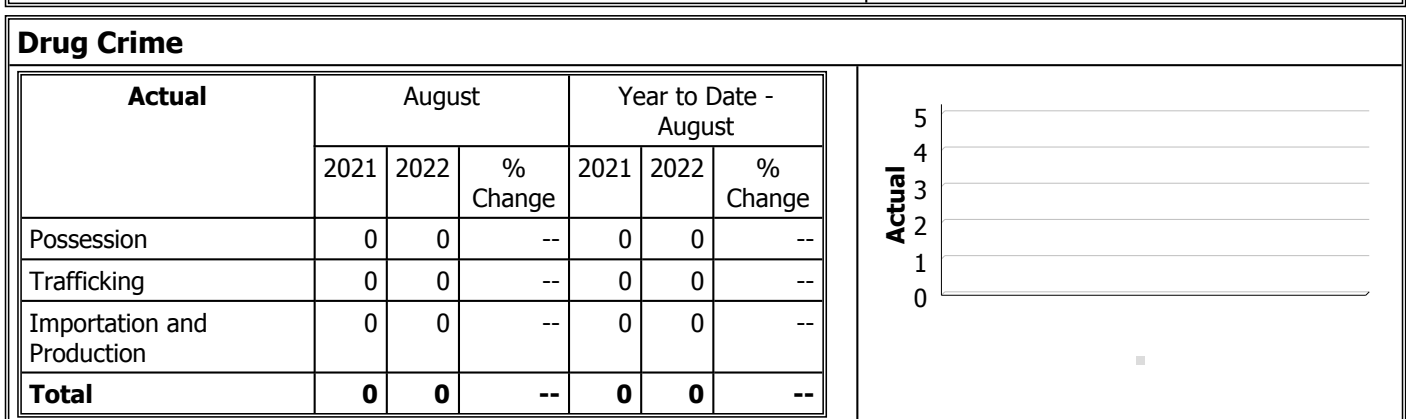 Drug Crime
Actual August Year to Date -
August
2021 2022 % 2021 2022 %
Change Change
Possession 0 0 -- 0 0 --
Trafficking 0 0 -- 0 0 --
Importation and 0 0 -- 0 0 --
Production
Total 0 0 -- 0 0 --
Actual
5
4
3
2
1
0